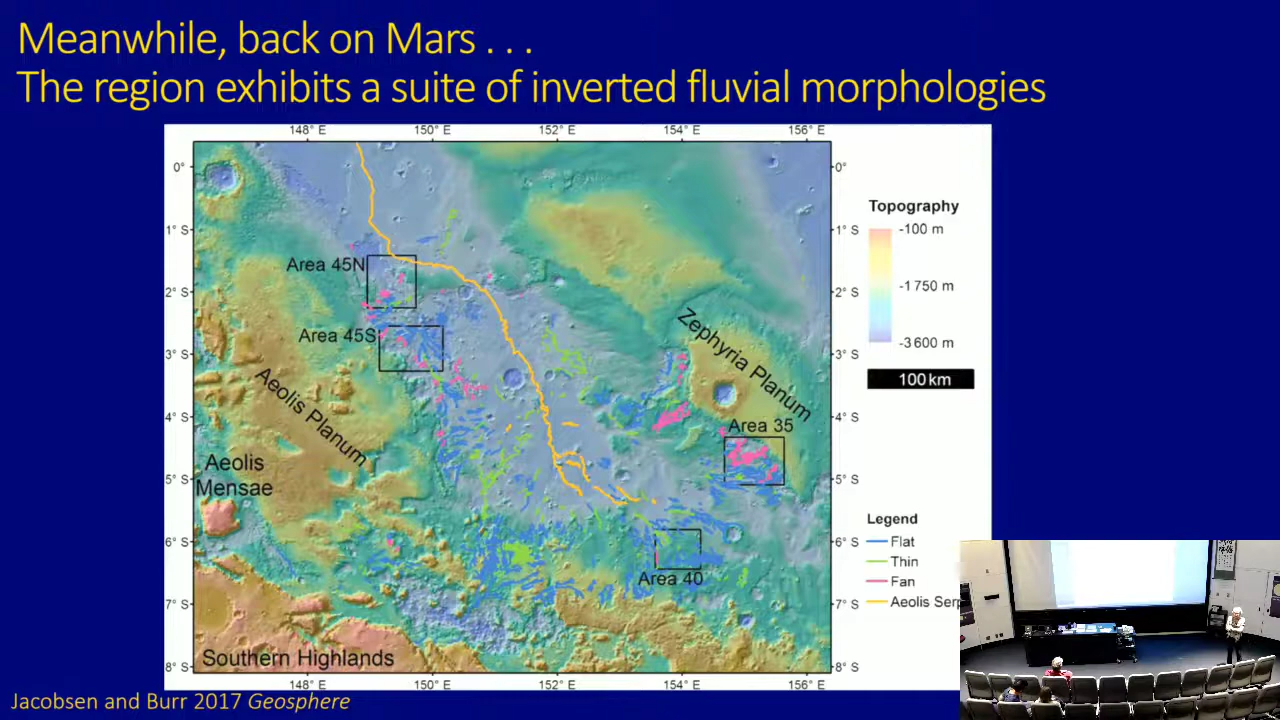 Meanwhile, back on Mars . . .
The region exhibits a suite of inverted fluvial morphologies
148° E 150° E 152° E 154° E 156° E
0° 0°
1° S 1° S
2° S 2° S
3° S 3° S
4° S 4° S
5° S 5° S
6° S 6° S
7° S 7° S
8° S 8° S
Area 45N
Area 45S
Zephyria Planum
Aeolis Planum
Area 35
Aeolis
Mensae
Area 40
Southern Highlands
148° E 150° E 152° E 154° E 156° E
Topography
-100 m
-1 750 m
-3 600 m
100 km
Legend
Flat
Thin
Fan
Aeolis Serp
Jacobsen and Burr 2017 Geosphere